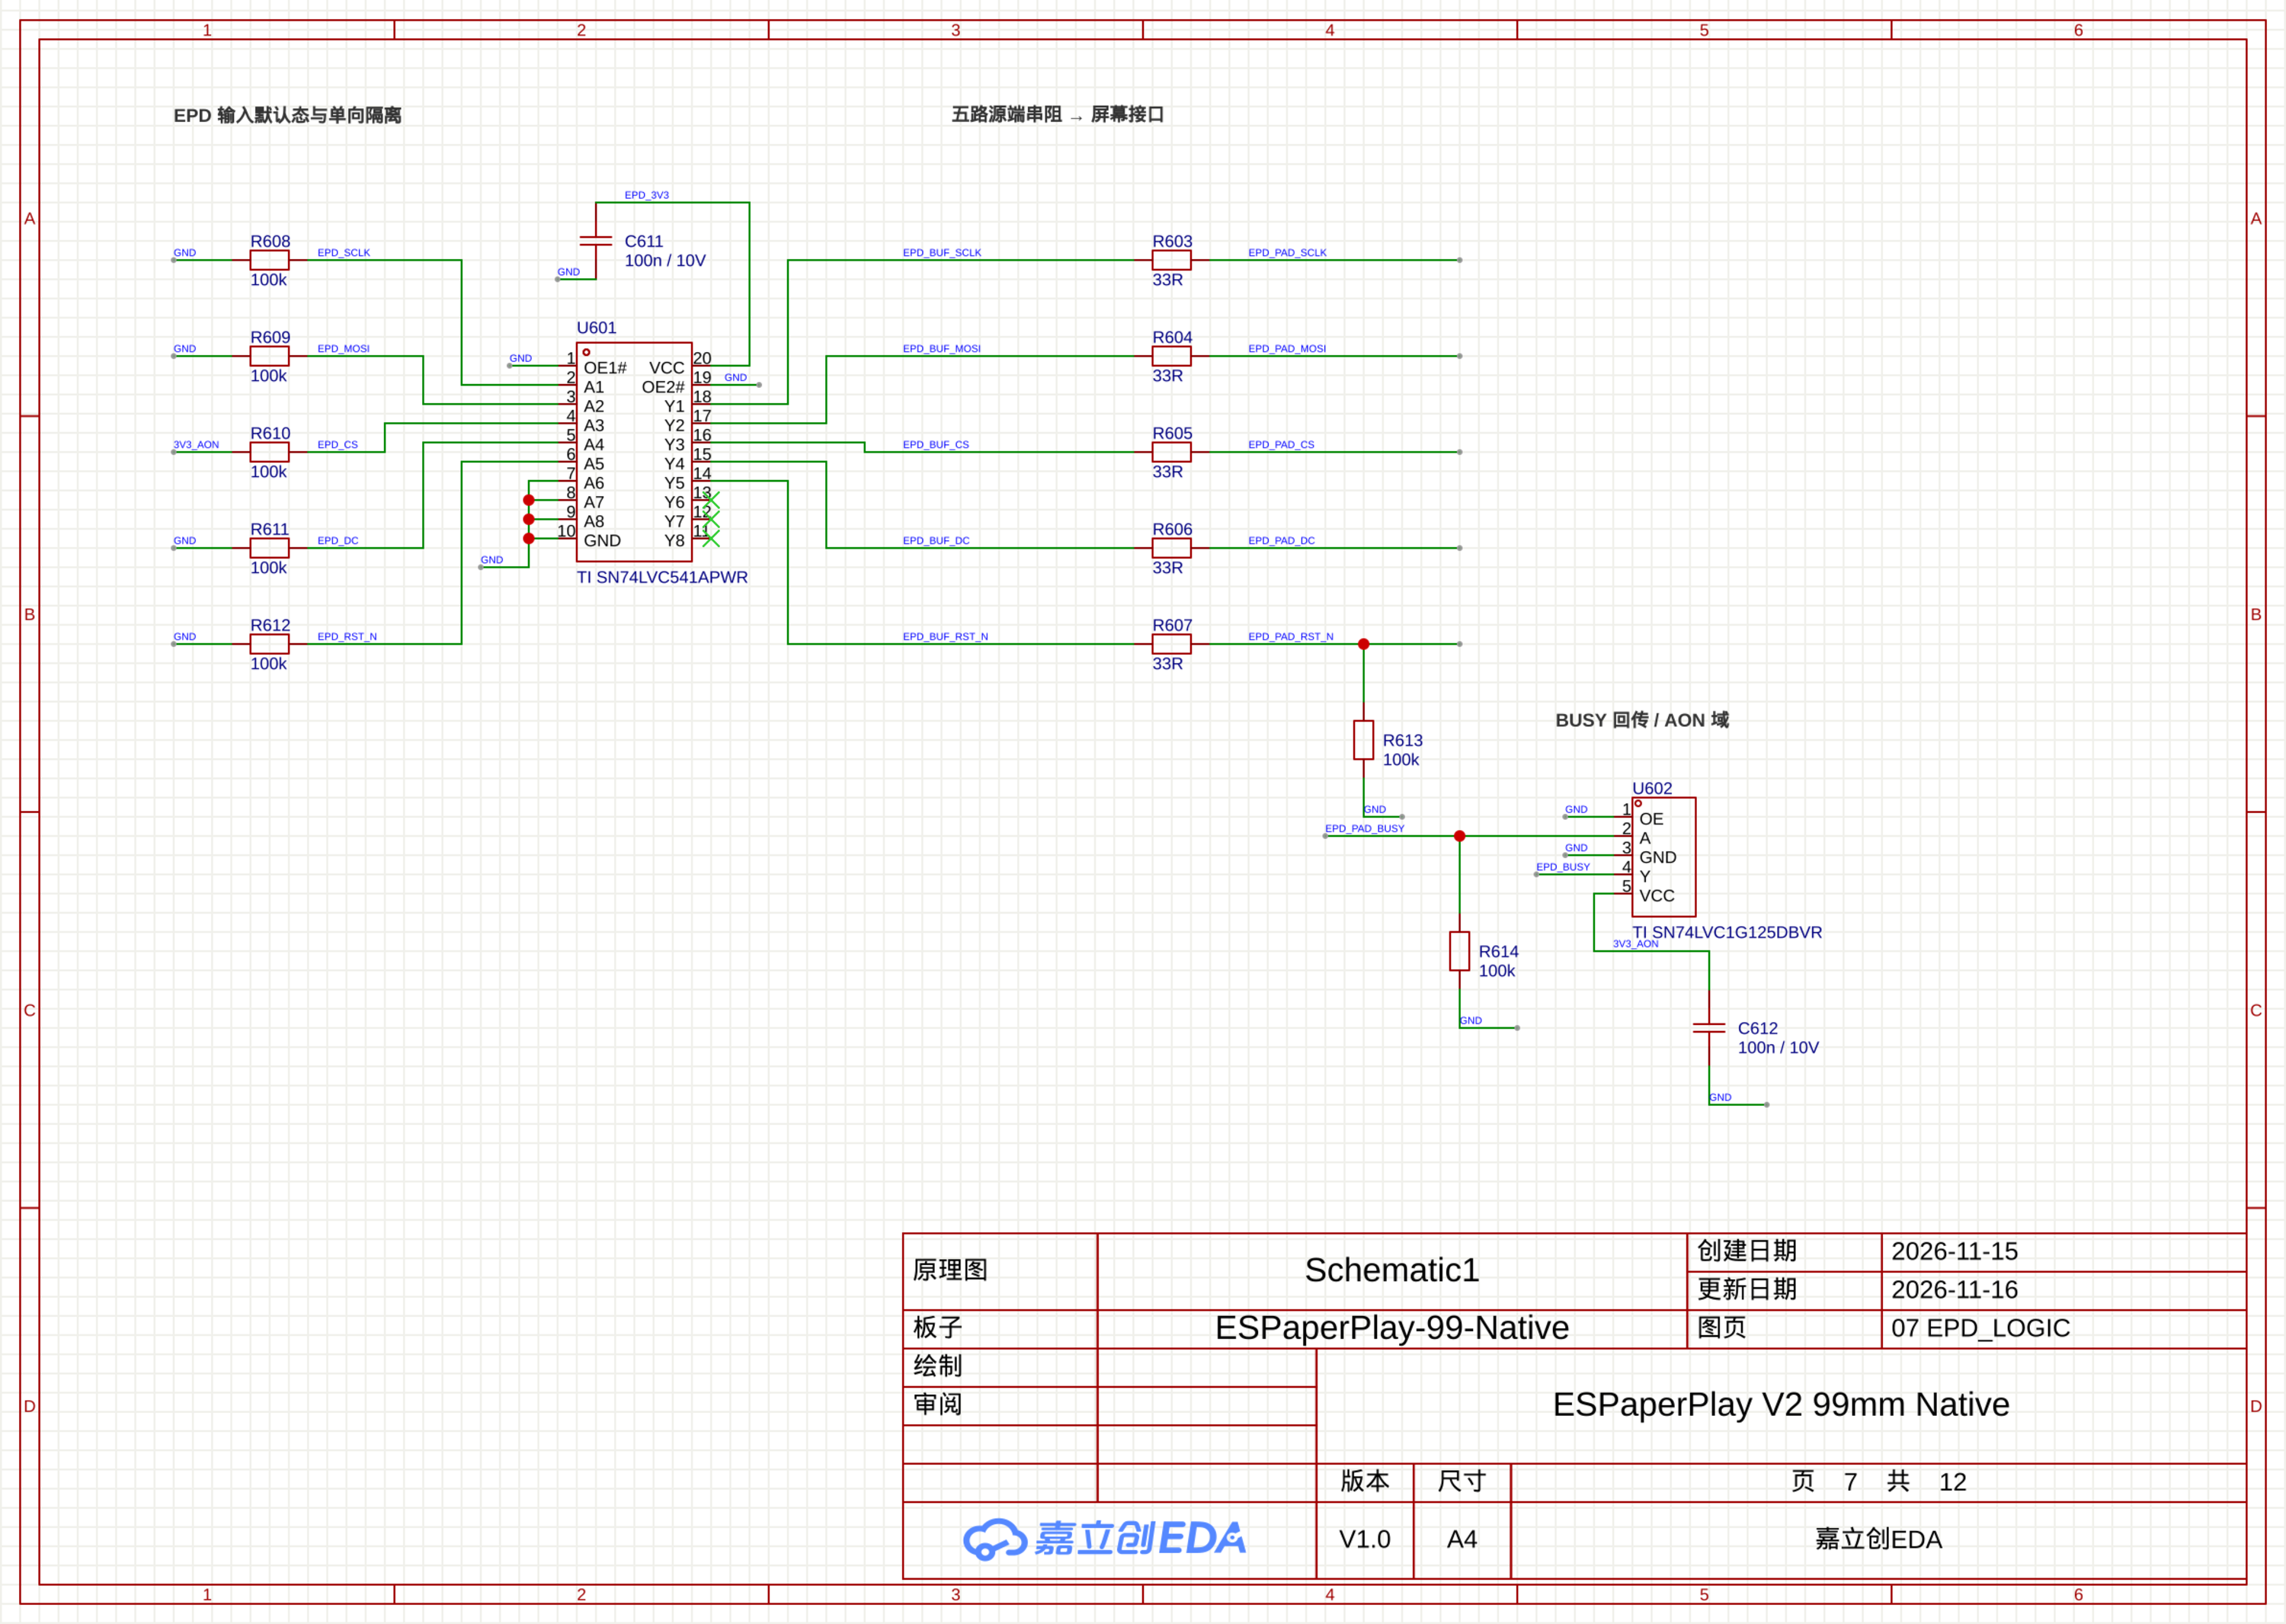 1 2 3 4 5 6
EPD 输入默认态与单向隔离
五路源端串阻 → 屏幕接口
A
A
EPD_3V3
C611
100n / 10V
GND
GND
R608
EPD_SCLK
100k
EPD_BUF_SCLK
R603
EPD_PAD_SCLK
33R
GND
R609
EPD_MOSI
100k
EPD_BUF_MOSI
R604
EPD_PAD_MOSI
33R
3V3_AON
R610
EPD_CS
100k
EPD_BUF_CS
R605
EPD_PAD_CS
33R
GND
R611
EPD_DC
100k
EPD_BUF_DC
R606
EPD_PAD_DC
33R
GND
R612
EPD_RST_N
100k
EPD_BUF_RST_N
R607
EPD_PAD_RST_N
33R
U601
GND
1 OE1# VCC 20
2 A1 OE2# 19
GND
3 A2 Y1 18
4 A3 Y2 17
5 A4 Y3 16
6 A5 Y4 15
7 A6 Y5 14
8 A7 Y6 13
9 A8 Y7 12
10 GND Y8 11
GND
TI SN74LVC541APWR
B
B
R613
100k
GND
BUSY 回传 / AON 域
U602
GND
1 OE
EPD_PAD_BUSY
2 A
GND
3 GND
EPD_BUSY
4 Y
5 VCC
TI SN74LVC1G125DBVR
3V3_AON
R614
100k
GND
C612
100n / 10V
GND
C
C
D
D
原理图
Schematic1
创建日期
2026-11-15
更新日期
2026-11-16
板子
ESPaperPlay-99-Native
图页
07 EPD_LOGIC
绘制
审阅
ESPaperPlay V2 99mm Native
版本
尺寸
页 7 共 12
嘉立创EDA
V1.0
A4
嘉立创EDA
1 2 3 4 5 6